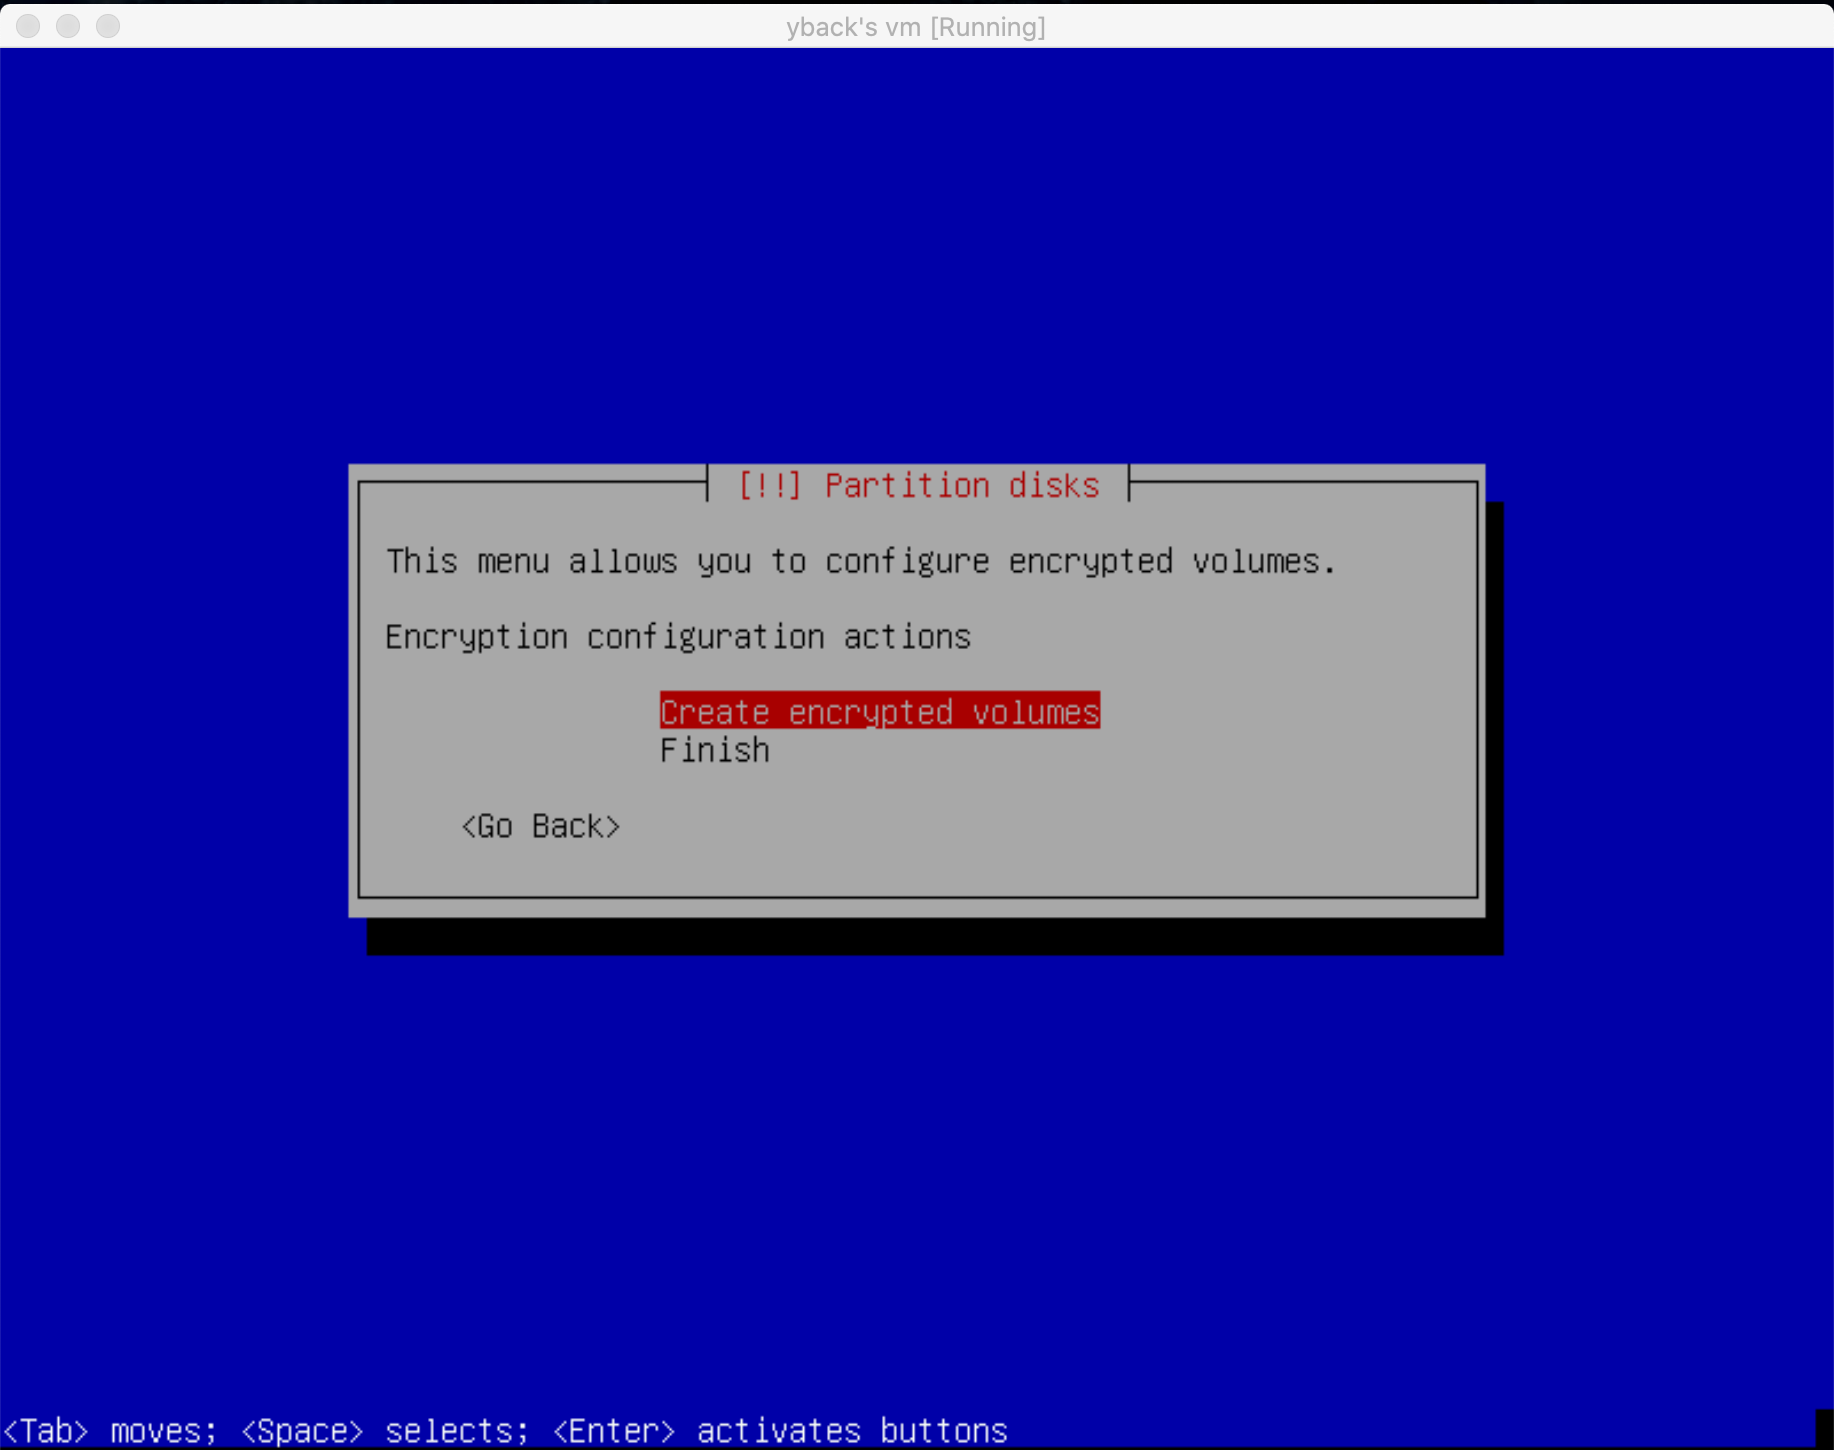 yback's vm [Running]
[!!] Partition disks
This menu allows you to configure encrypted volumes.
Encryption configuration actions
Create encrypted volumes
Finish
<Go Back>
<Tab> moves; <Space> selects; <Enter> activates buttons